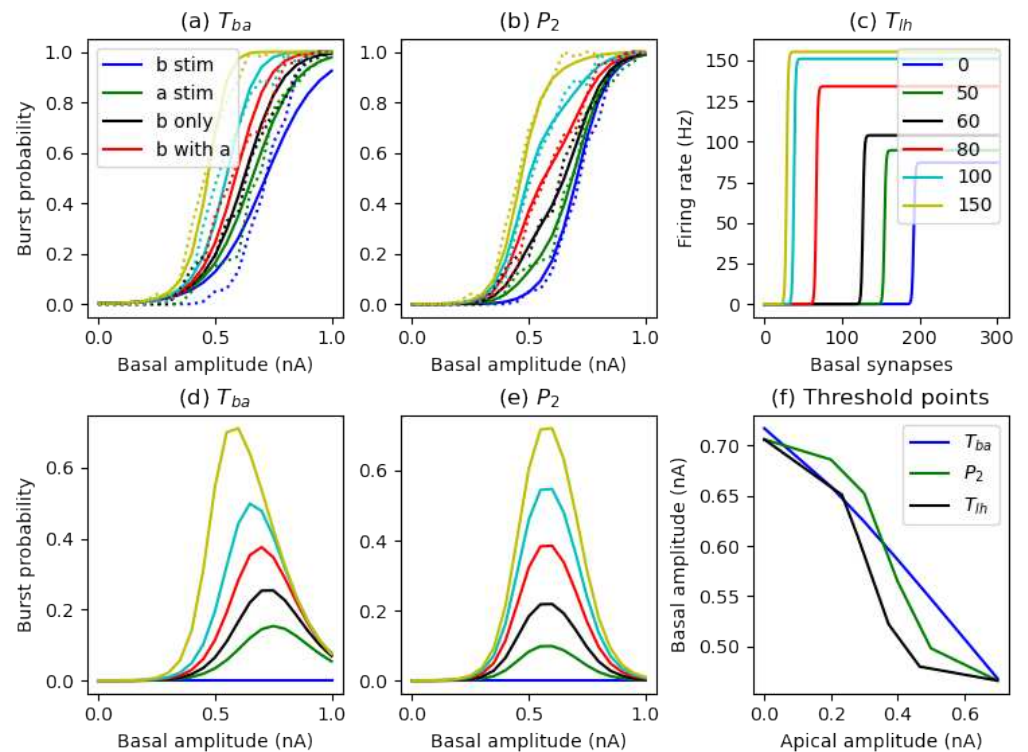 (a) T_ba
(b) P_2
(c) T_lh
Burst probability
1.0
0.8
0.6
0.4
0.2
0.0
b stim
a stim
b only
b with a
0.0 0.5 1.0
Basal amplitude (nA)
1.0
0.8
0.6
0.4
0.2
0.0
0.0 0.5 1.0
Basal amplitude (nA)
Firing rate (Hz)
150
125
100
75
50
25
0
0
50
60
80
100
150
0 100 200 300
Basal synapses
(d) T_ba
(e) P_2
(f) Threshold points
Burst probability
0.6
0.4
0.2
0.0
0.0 0.5 1.0
Basal amplitude (nA)
0.6
0.4
0.2
0.0
0.0 0.5 1.0
Basal amplitude (nA)
Basal amplitude (nA)
0.70
0.65
0.60
0.55
0.50
T_ba
P_2
T_lh
0.0 0.2 0.4 0.6
Apical amplitude (nA)